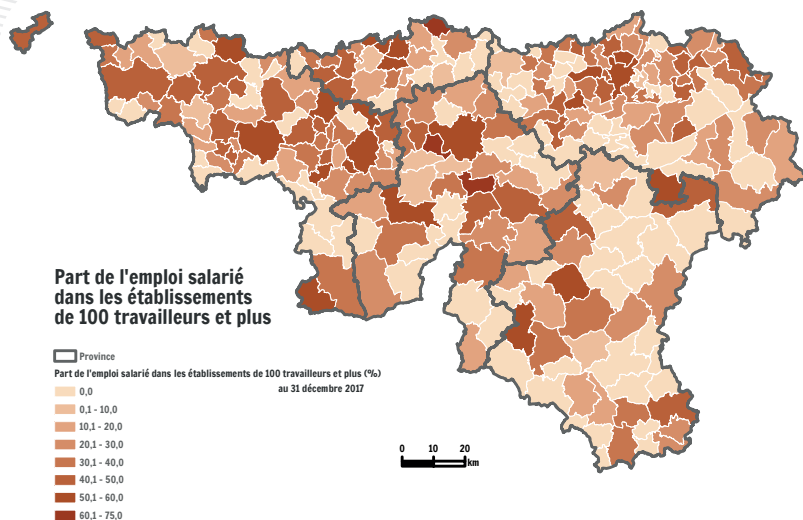 Part de l'emploi salarié
dans les établissements
de 100 travailleurs et plus
Province
Part de l'emploi salarié dans les établissements de 100 travailleurs et plus (%)
au 31 décembre 2017
0,0
0,1 - 10,0
10,1 - 20,0
20,1 - 30,0
30,1 - 40,0
40,1 - 50,0
50,1 - 60,0
60,1 - 75,0
0 10 20
km